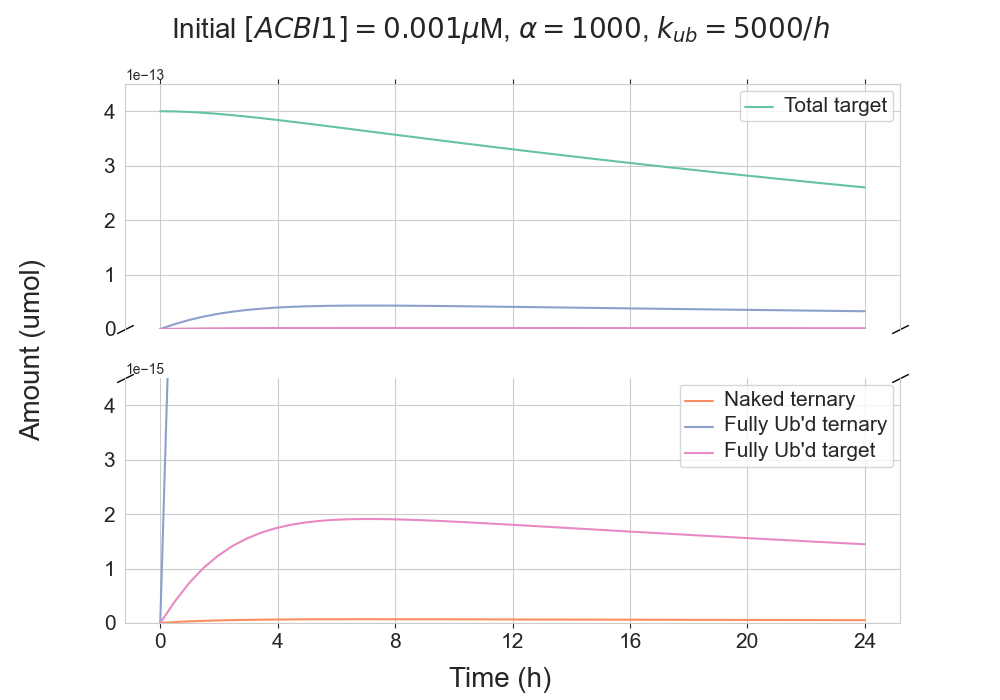 Initial [ACBI1] = 0.001μM, α = 1000, k_ub = 5000/h
1e−13
4
3
2
1
0
Total target
Amount (umol)
1e−15
4
3
2
1
0
Naked ternary
Fully Ub'd ternary
Fully Ub'd target
0 4 8 12 16 20 24
Time (h)